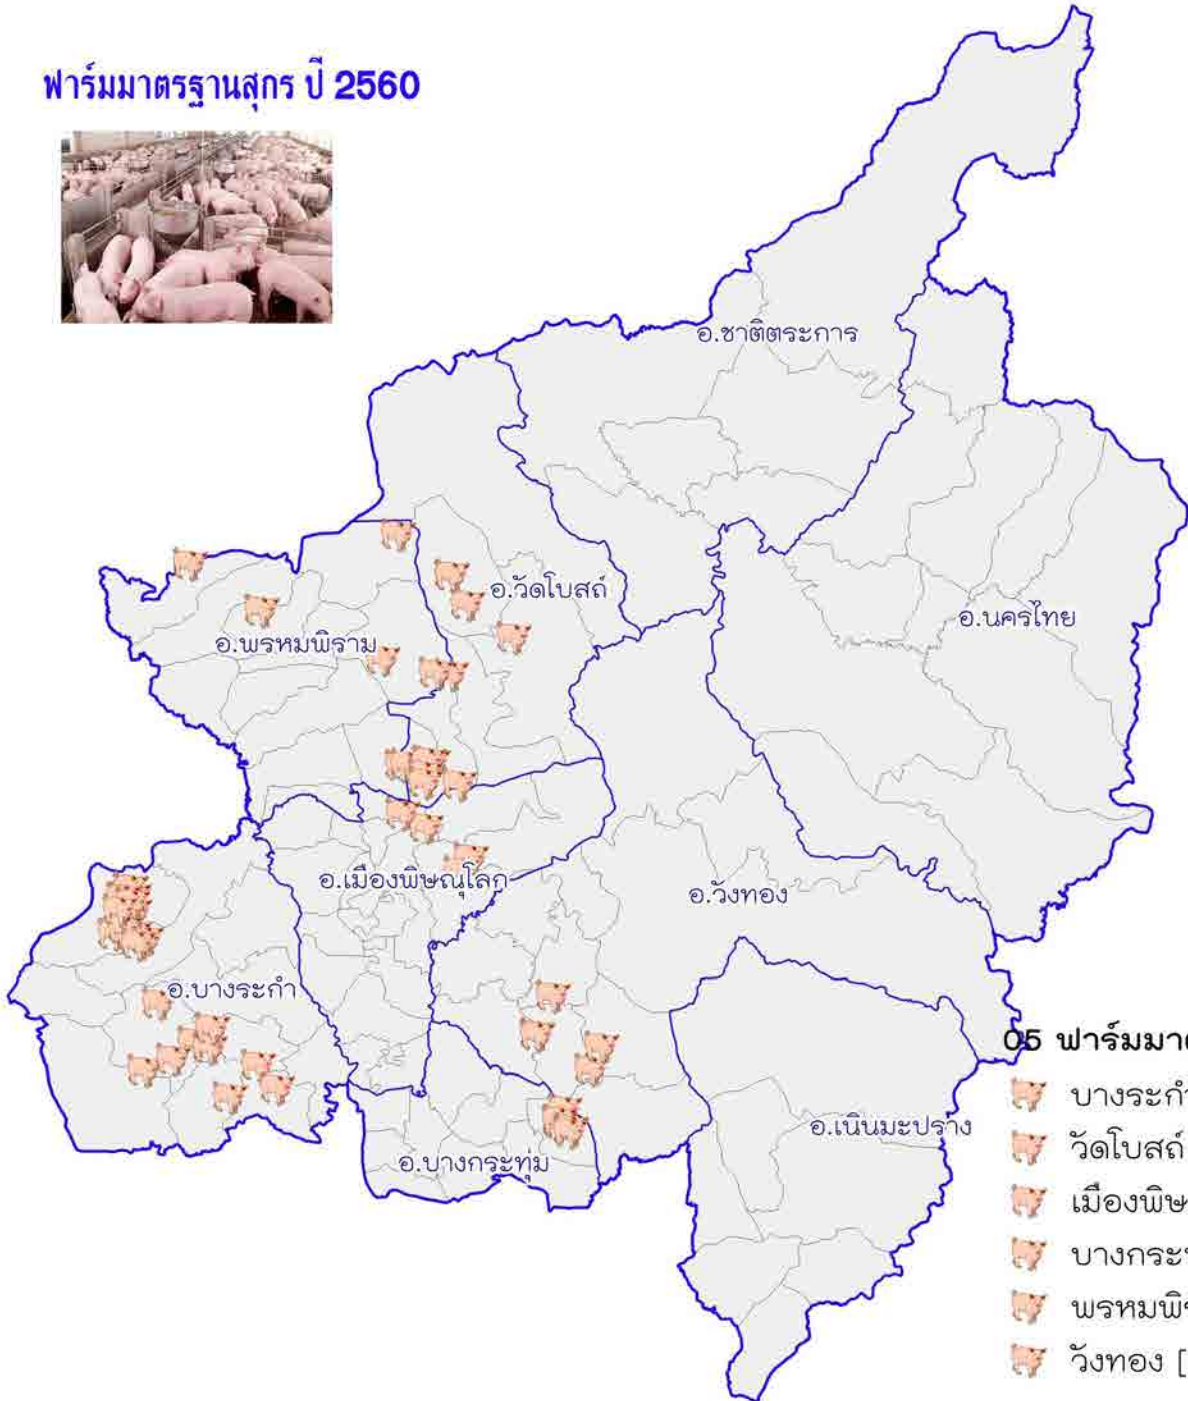 ฟาร์มมาตรฐานสุกร ปี 2560
อ.ชาติตระการ
อ.วัดโบสถ์
อ.นครไทย
อ.พรหมพิราม
อ.เมืองพิษณุโลก
อ.วังทอง
อ.บางระกำ
05 ฟาร์มมา
บางระกำ
อ.เนินมะปราง
วัดโบสถ์
อ.บางกระทุ่ม
เมืองพิษ
บางกระ
พรหมพิ
วังทอง [